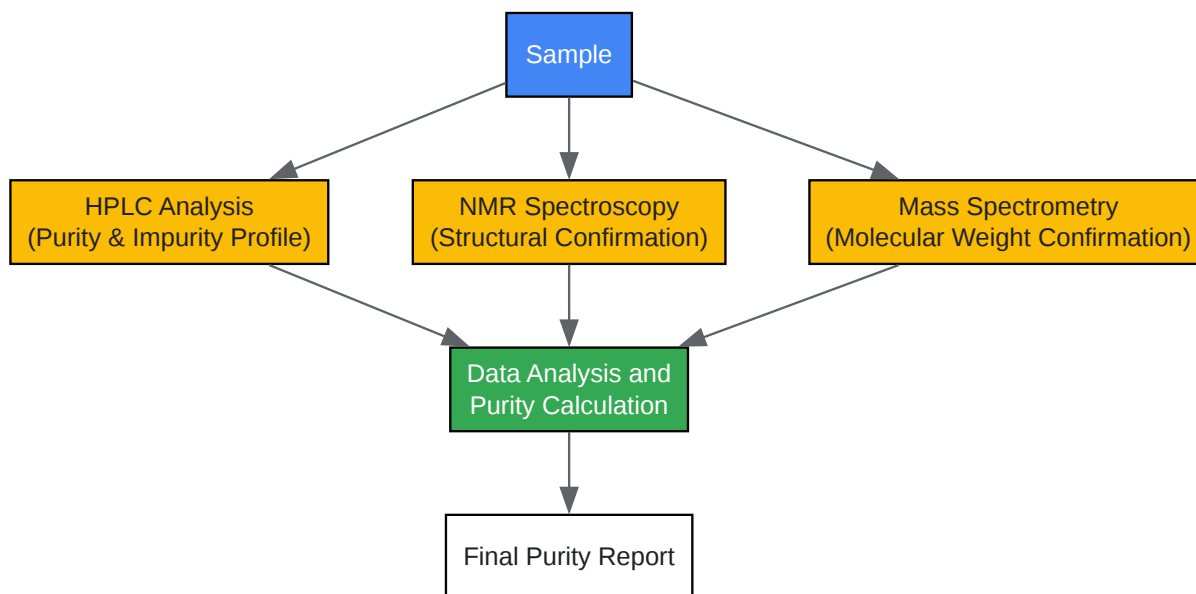 Sample
HPLC Analysis
(Purity & Impurity Profile)
NMR Spectroscopy
(Structural Confirmation)
Mass Spectrometry
(Molecular Weight Confirmation)
Data Analysis and
Purity Calculation
Final Purity Report